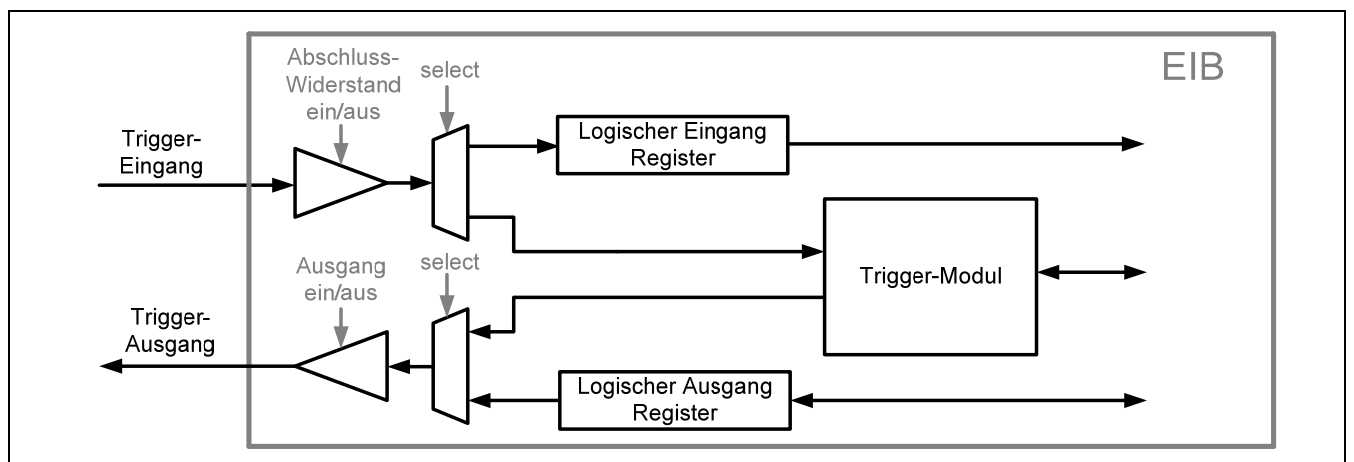 EIB
Abschluss-
Widerstand
ein/aus
select
Trigger-
Eingang
Logischer Eingang
Register
Trigger-Modul
Ausgang
ein/aus
select
Trigger-
Ausgang
Logischer Ausgang
Register